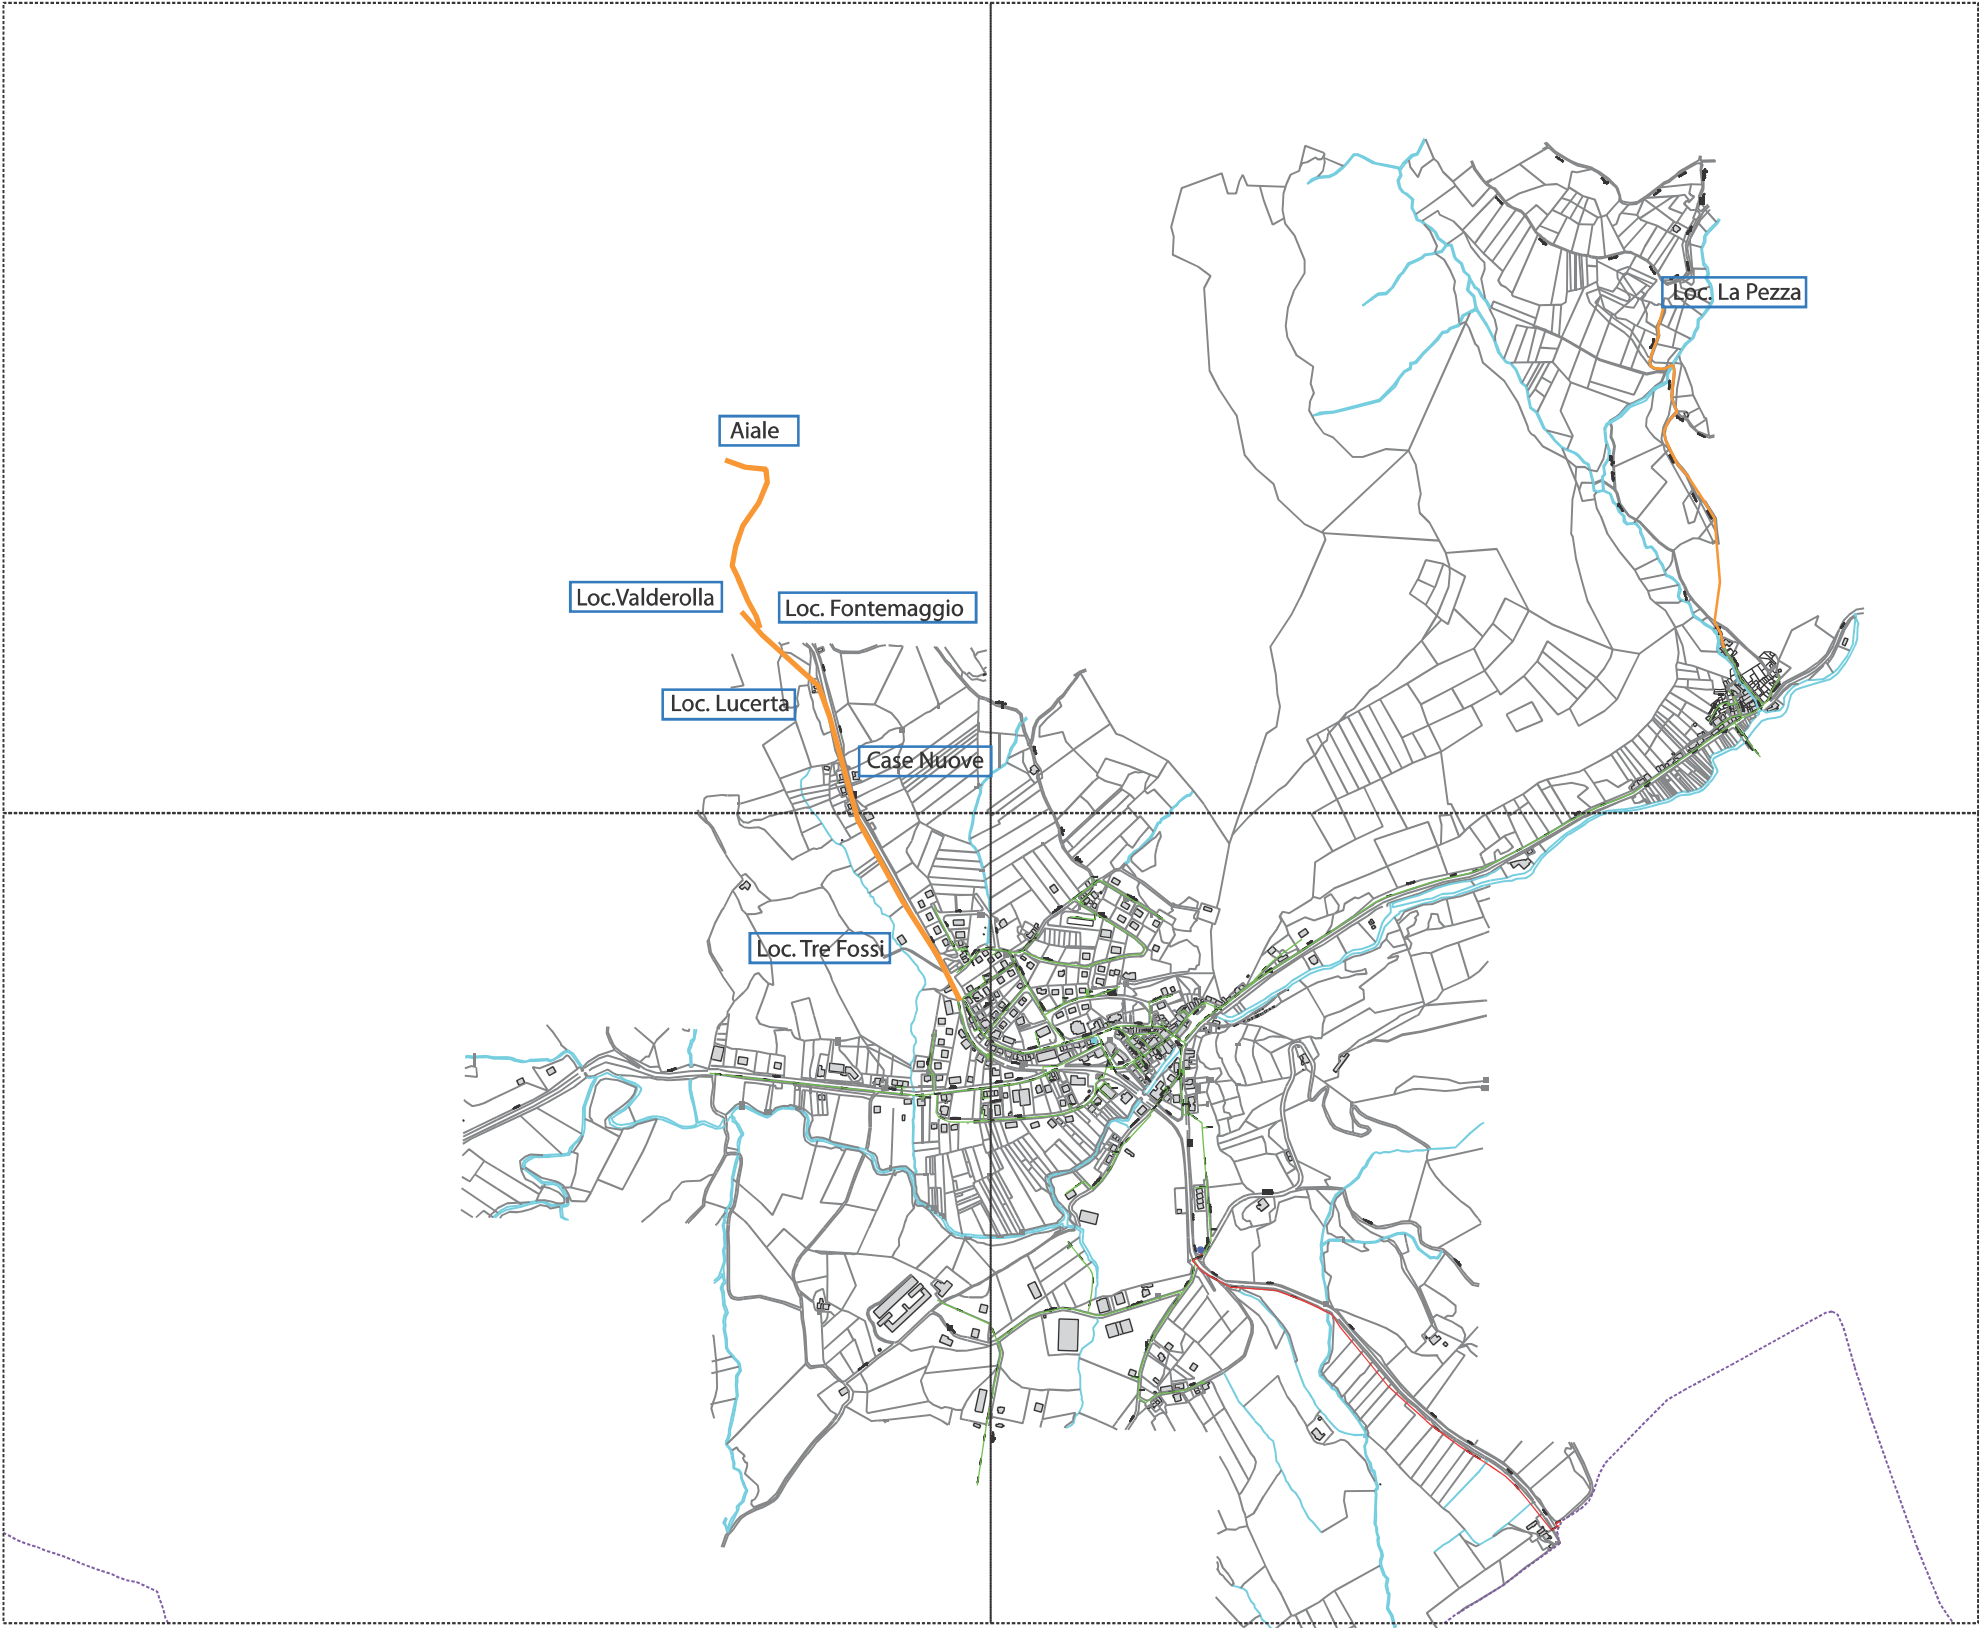 Loc. La Pezza
Aiale
Loc.Valderolla
Loc. Fontemaggio
Loc. Lucerta
Case Nuove
Loc. Tre Fossi